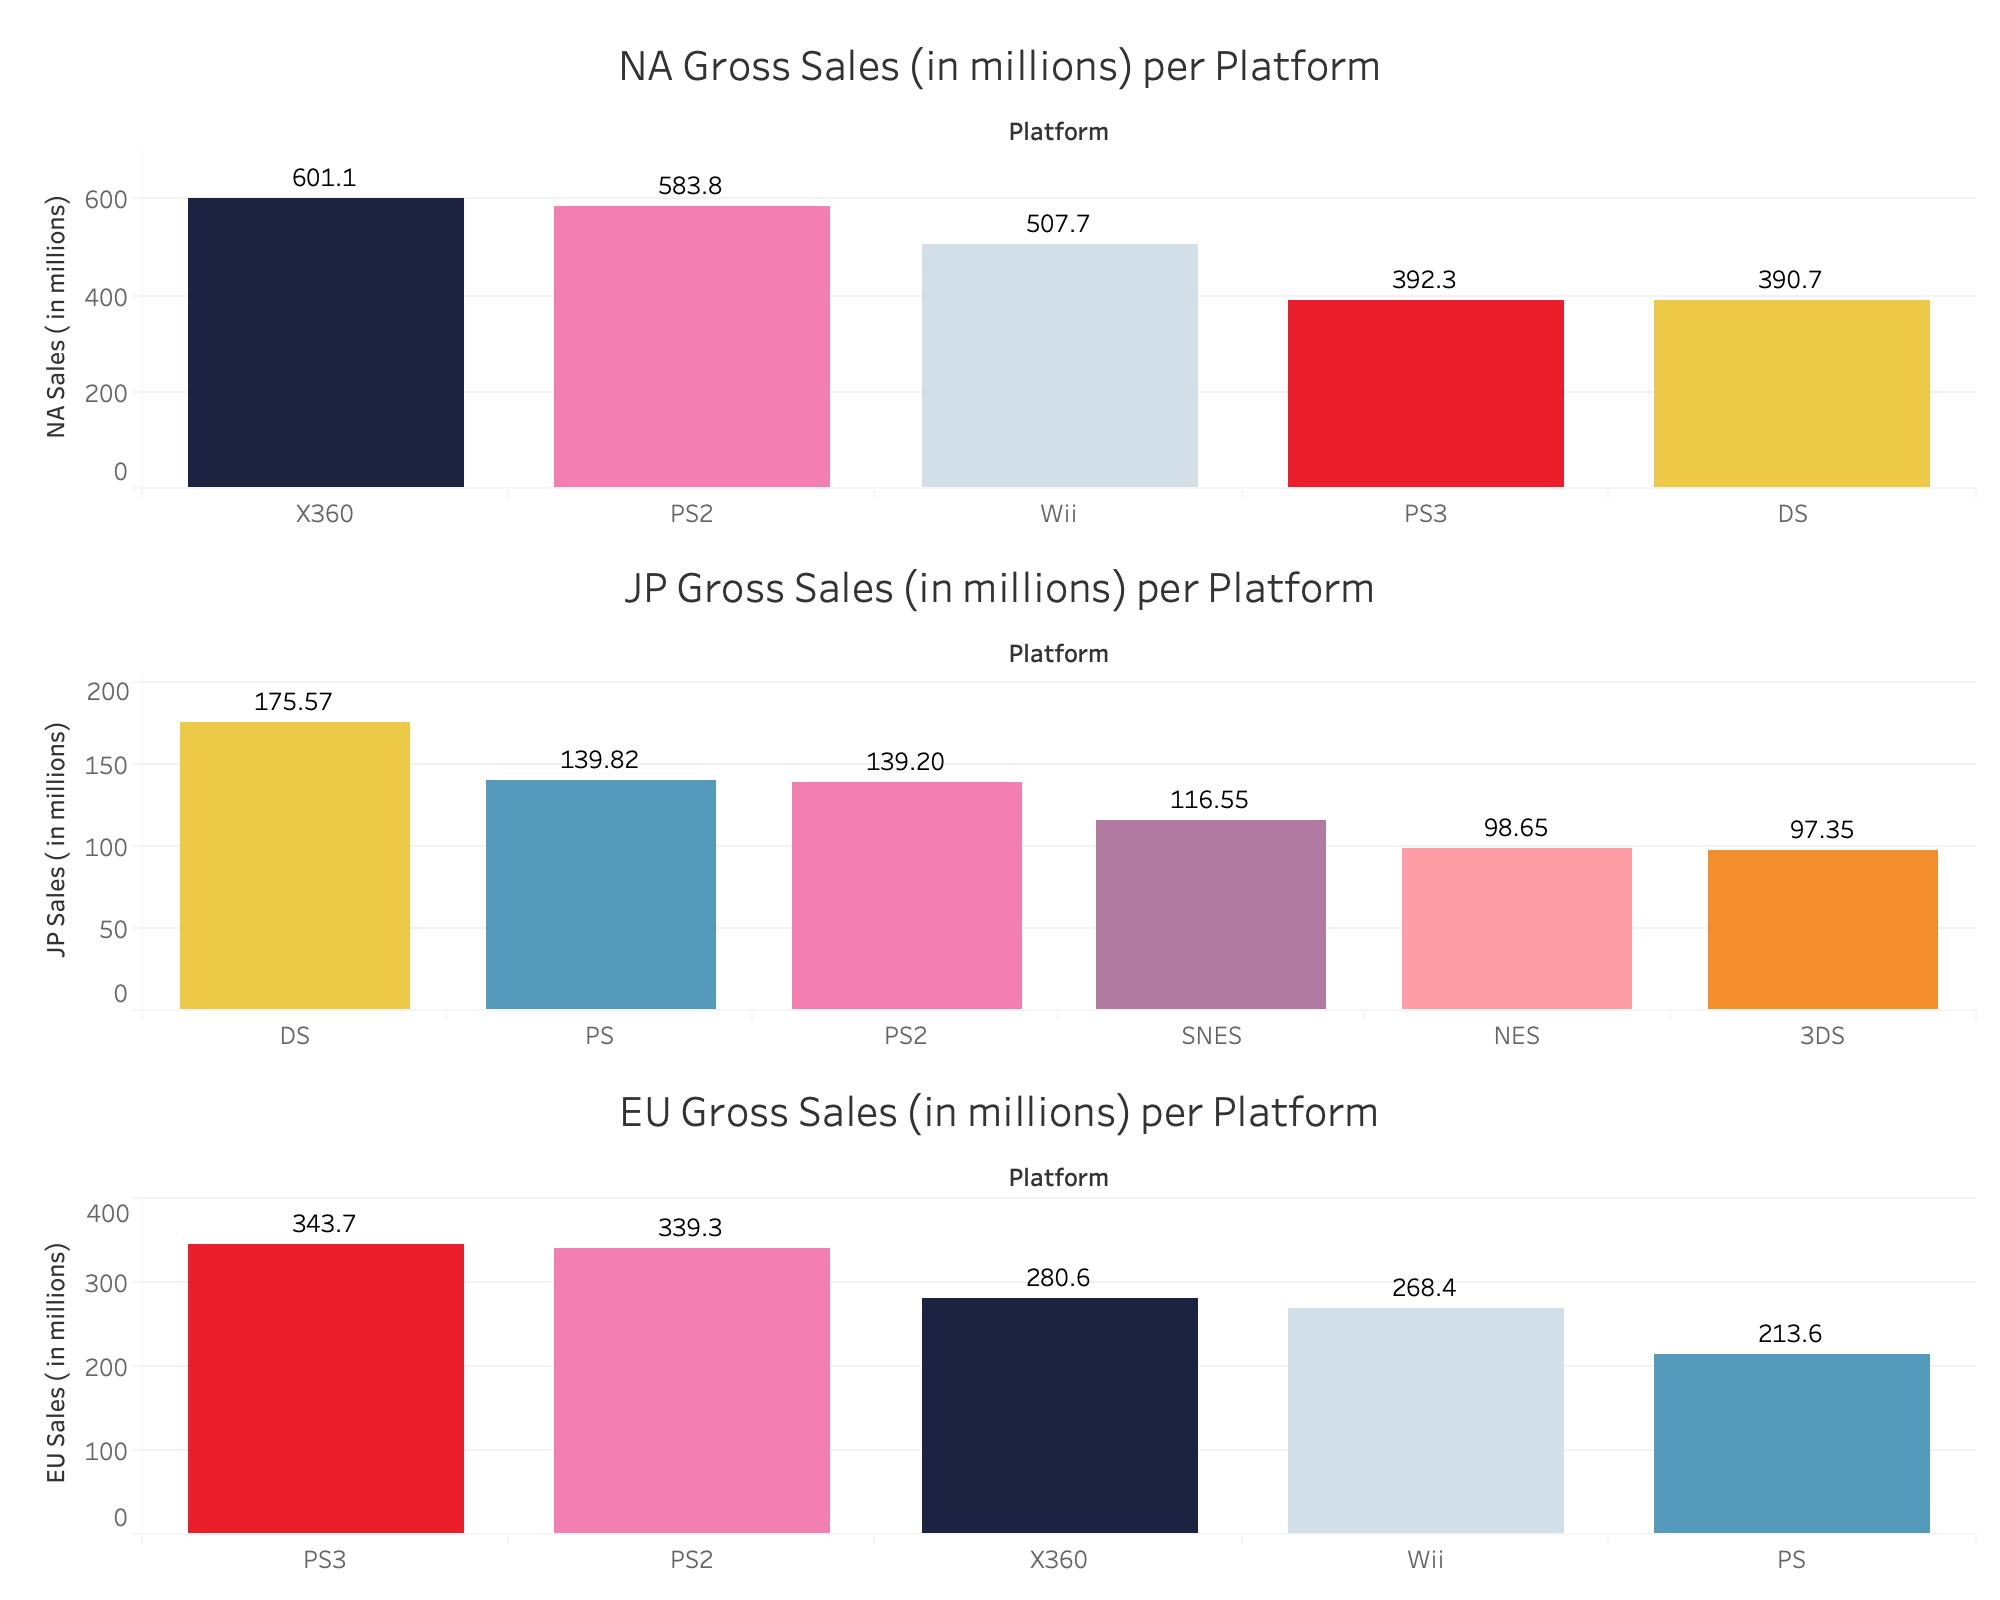 NA Gross Sales (in millions) per Platform
Platform
NA Sales ( in millions)
600
400
200
0
601.1
583.8
507.7
392.3
390.7
X360
PS2
Wii
PS3
DS
JP Gross Sales (in millions) per Platform
Platform
JP Sales ( in millions)
200
150
100
50
0
175.57
139.82
139.20
116.55
98.65
97.35
DS
PS
PS2
SNES
NES
3DS
EU Gross Sales (in millions) per Platform
Platform
EU Sales ( in millions)
400
300
200
100
0
343.7
339.3
280.6
268.4
213.6
PS3
PS2
X360
Wii
PS